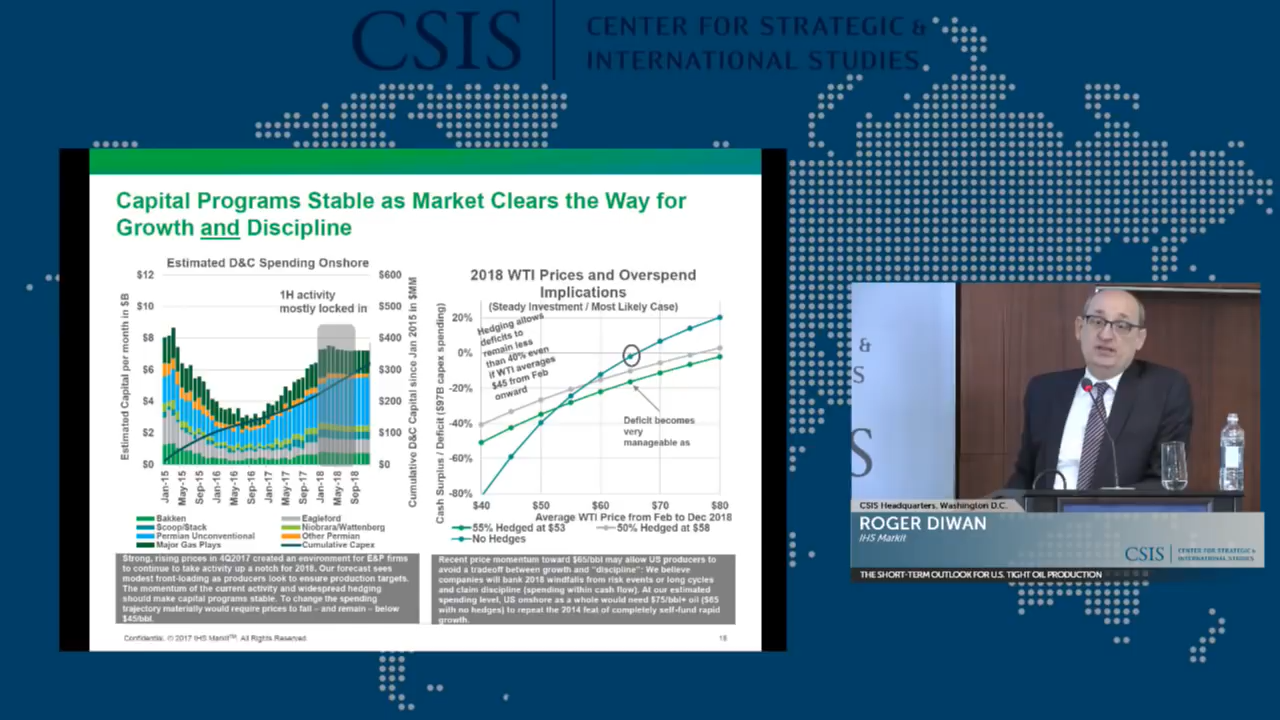 CSIS
CENTER FOR STRATEGIC &
INTERNATIONAL STUDIES
Capital Programs Stable as Market Clears the Way for
Growth and Discipline
Estimated D&C Spending Onshore
1H activity
mostly locked in
Estimated Capital per month in $B
$12
$10
$8
$6
$4
$2
$0
$600
$500
$400
$300
$200
$100
$0
Cumulative D&C Capital since Jan 2015 in $MM
Jan-15
May-15
Sep-15
Jan-16
May-16
Sep-16
Jan-17
May-17
Sep-17
Jan-18
May-18
Sep-18
Bakken
Eagleford
Scoop/Stack
Niobrara/Wattenberg
Permian Unconventional
Other Permian
Major Gas Plays
Cumulative Capex
2018 WTI Prices and Overspend
Implications
(Steady Investment / Most Likely Case)
Cash Surplus / Deficit ($97B capex spending)
20%
0%
-20%
-40%
-60%
-80%
Hedging allows
deficits to
remain less
than 40% even
if WTI averages
$45 from Feb
onward
Deficit becomes
very
manageable as
$40
$50
$60
$70
$80
Average WTI Price from Feb to Dec 2018
55% Hedged at $53
50% Hedged at $58
No Hedges
Strong, rising prices in 4Q2017 created an environment for E&P firms
to continue to take activity up a notch for 2018. Our forecast sees
modest front-loading as producers look to ensure production targets.
The momentum of the current activity and widespread hedging
should make capital programs stable. To change the spending
trajectory materially would require prices to fall – and remain – below
$45/bbl.
Recent price momentum toward $65/bbl may allow US producers to
avoid a tradeoff between growth and "discipline": We believe
companies will bank 2018 windfalls from risk events or long cycles
and claim discipline (spending within cash flow). At our estimated
spending level, US onshore as a whole would need $75/bbl+ oil ($65
with no hedges) to repeat the 2014 feat of completely self-fund rapid
growth.
Confidential. © 2017 IHS Markit™. All Rights Reserved.
&
S
S
CSIS Headquarters, Washington D.C.
ROGER DIWAN
IHS Markit
CSIS
CENTER FOR STRATEGIC &
INTERNATIONAL STUDIES
THE SHORT-TERM OUTLOOK FOR U.S. TIGHT OIL PRODUCTION